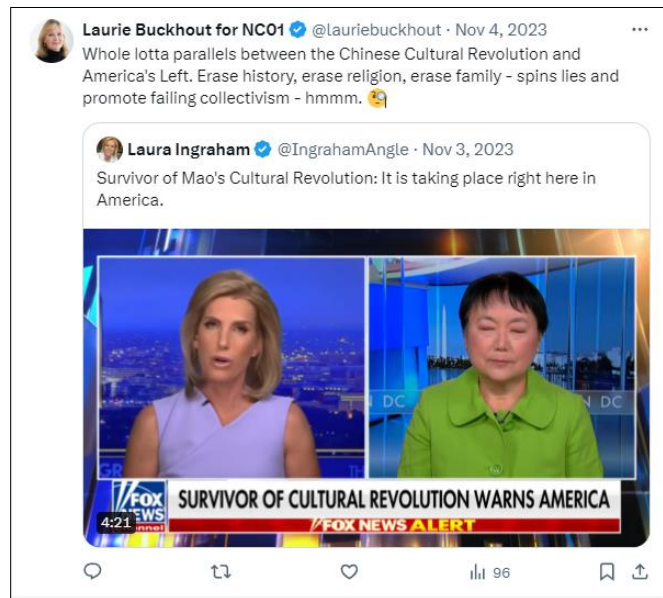 Laurie Buckhout for NC01 @lauriebuckhout · Nov 4, 2023
Whole lotta parallels between the Chinese Cultural Revolution and
America's Left. Erase history, erase religion, erase family - spins lies and
promote failing collectivism - hmmm. 🧐
Laura Ingraham @IngrahamAngle · Nov 3, 2023
Survivor of Mao's Cultural Revolution: It is taking place right here in
America.
DC
N DC
GR
TH
FOX
NEWS
channel
4:21
SURVIVOR OF CULTURAL REVOLUTION WARNS AMERICA
FOX NEWS ALERT
96